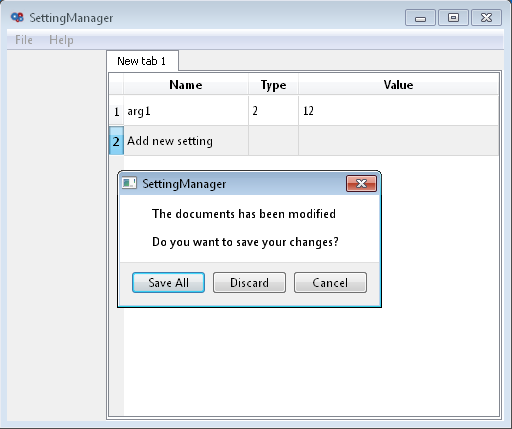 SettingManager
File Help
New tab 1
Name Type Value
1 arg1 2 12
2 Add new setting
SettingManager
The documents has been modified
Do you want to save your changes?
Save All Discard Cancel